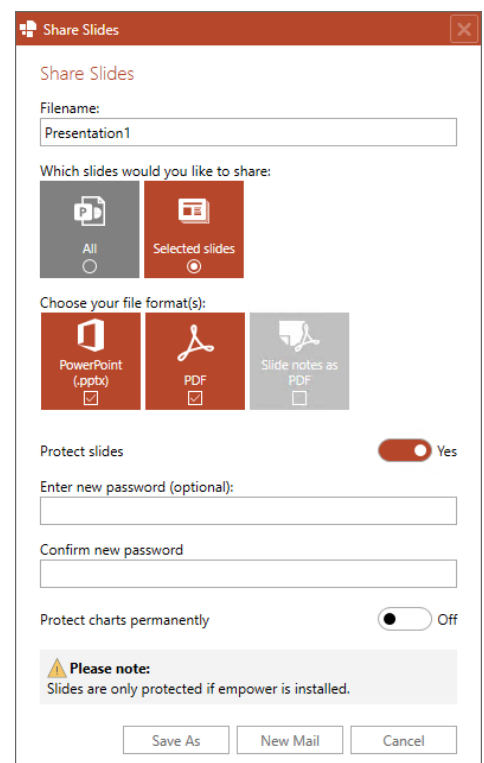 Share Slides
Share Slides
Filename:
Presentation1
Which slides would you like to share:
P
All
Selected slides
Choose your file format(s):
PowerPoint
(.pptx)
PDF
Slide notes as
PDF
Protect slides
Yes
Enter new password (optional):
Confirm new password
Protect charts permanently
Off
Please note:
Slides are only protected if empower is installed.
Save As
New Mail
Cancel